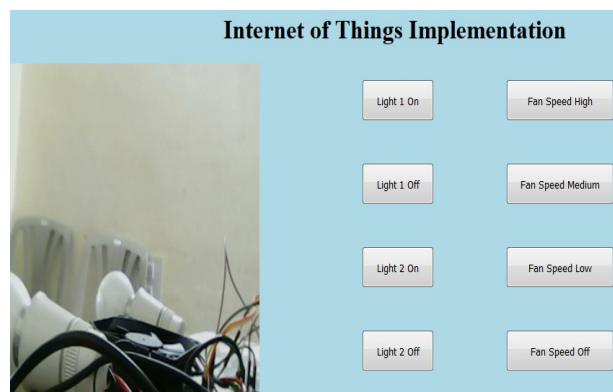 Internet of Things Implementation
Light 1 On
Fan Speed High
Light 1 Off
Fan Speed Medium
Light 2 On
Fan Speed Low
Light 2 Off
Fan Speed Off